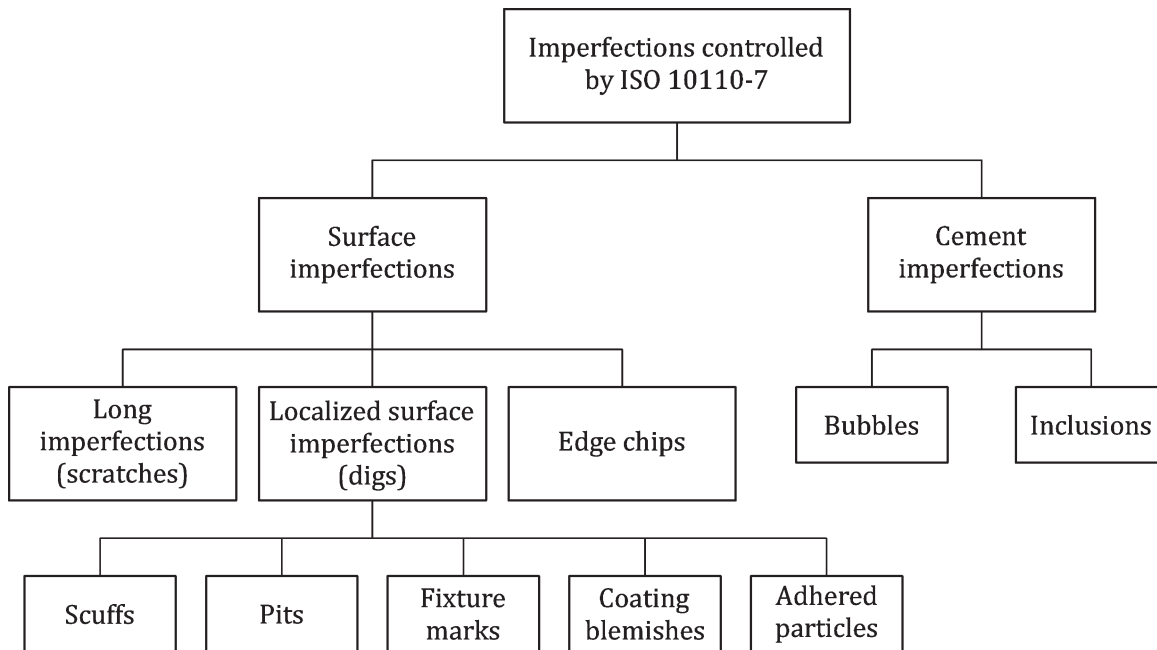 Imperfections controlled
by ISO 10110-7
Surface
imperfections
Cement
imperfections
Long
imperfections
(scratches)
Localized surface
imperfections
(digs)
Edge chips
Bubbles
Inclusions
Scuffs
Pits
Fixture
marks
Coating
blemishes
Adhered
particles